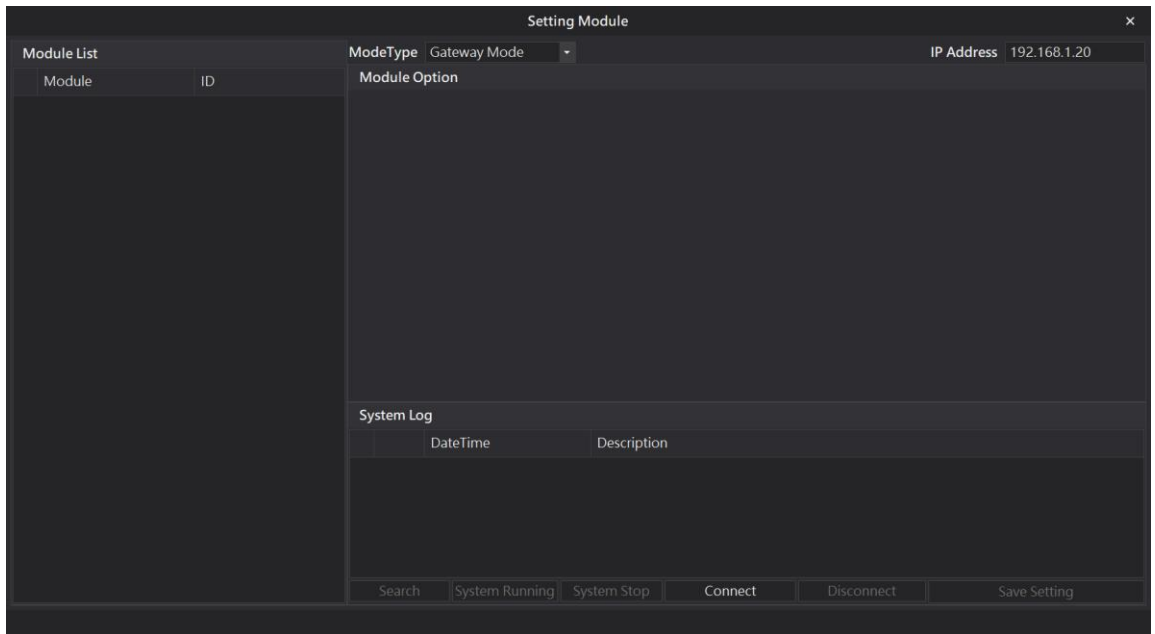 Setting Module ×
Module List
Module ID
ModeType Gateway Mode IP Address 192.168.1.20
Module Option
System Log
DateTime Description
Search System Running System Stop Connect Disconnect Save Setting